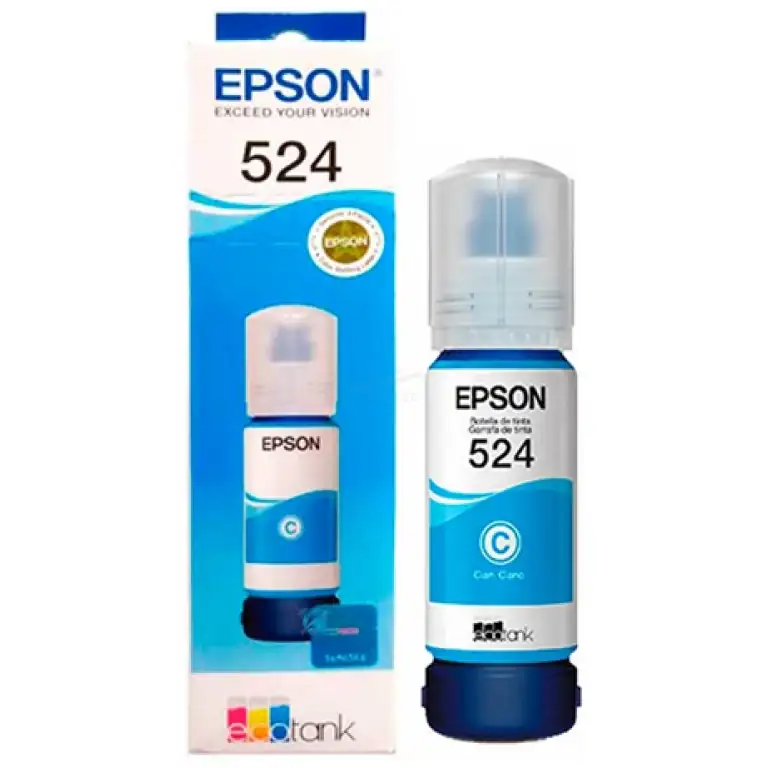 EPSON
EXCEED YOUR VISION
524
EPSON
EPSON
C
ecotank
EPSON
Botella de tinta
Garrafa de tinta
524
C
Cian Ciano
ecotank